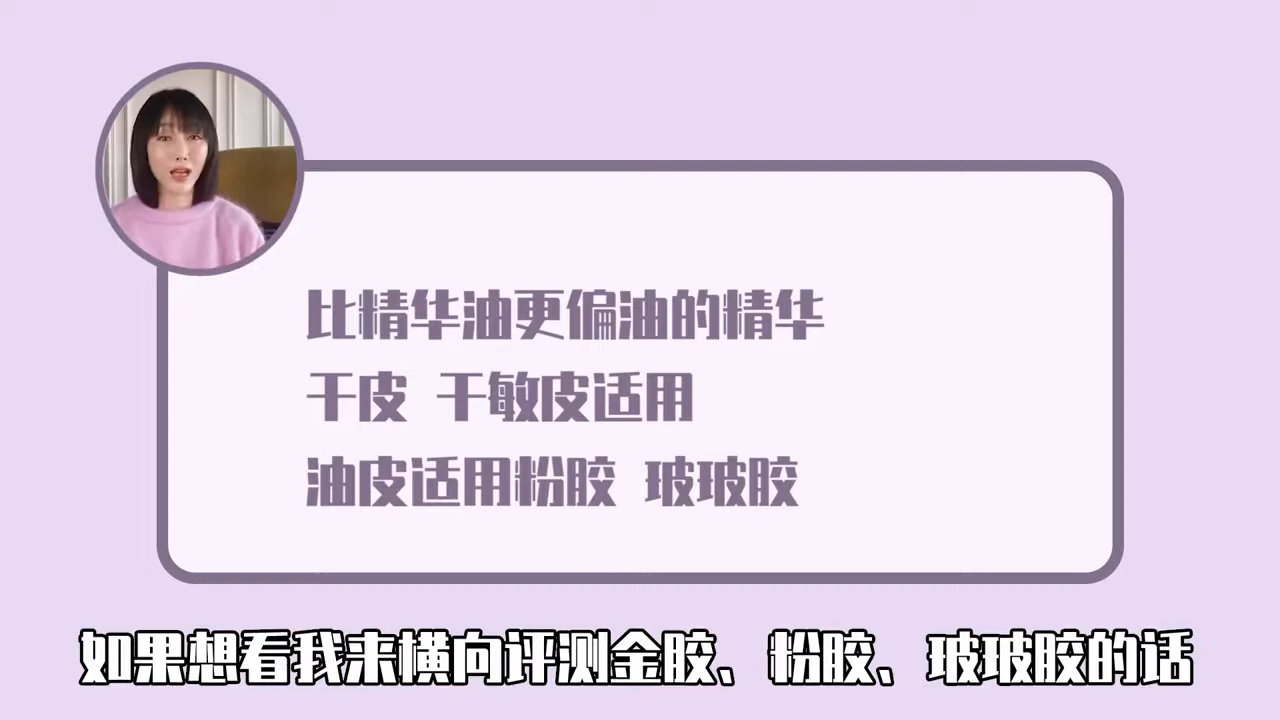 比精华油更偏油的精华
干皮 干敏皮适用
油皮适用粉胶 玻玻胶
如果想看我来横向评测金胶、粉胶、玻玻胶的话